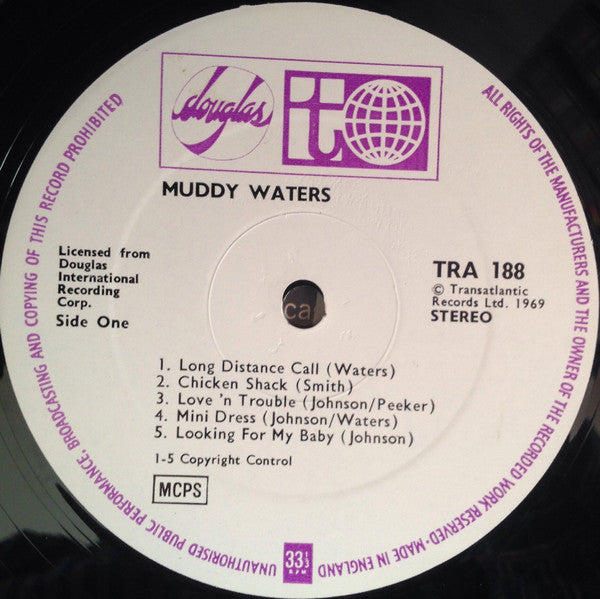 douglas
t
MUDDY WATERS
Licensed from
Douglas
International
Recording
Corp.
Side One
TRA 188
© Transatlantic
Records Ltd. 1969
STEREO
1. Long Distance Call (Waters)
2. Chicken Shack (Smith)
3. Love 'n Trouble (Johnson/Peeker)
4. Mini Dress (Johnson/Waters)
5. Looking For My Baby (Johnson)
1-5 Copyright Control
MCPS
33⅓
RPM
ALL RIGHTS OF THE MANUFACTURERS AND THE OWNER OF THE RECORDED WORK RESERVED-MADE IN ENGLAND
UNAUTHORISED PUBLIC PERFORMANCE, BROADCASTING AND COPYING OF THIS RECORD PROHIBITED